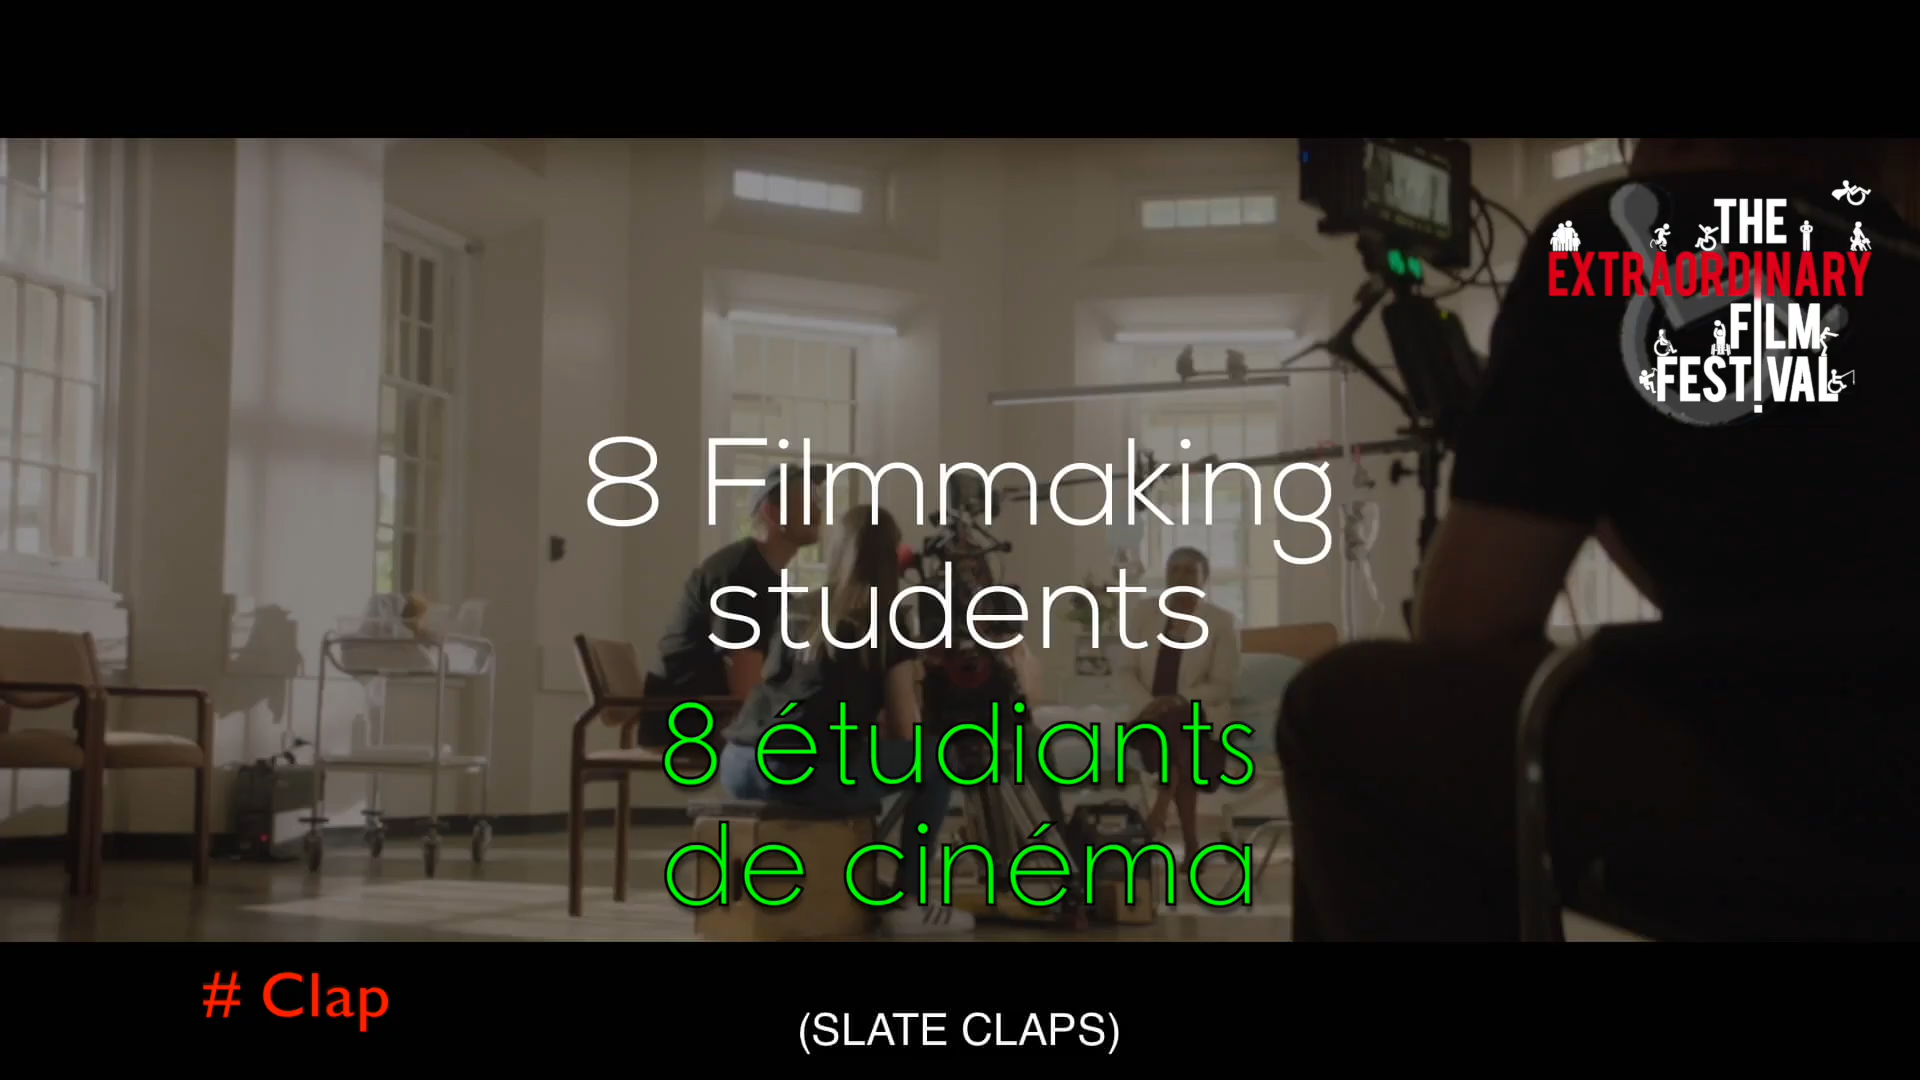 THE
EXTRAORDINARY
FILM
FESTIVAL
8 Filmmaking
students
8 étudiants
de cinéma
# Clap
(SLATE CLAPS)